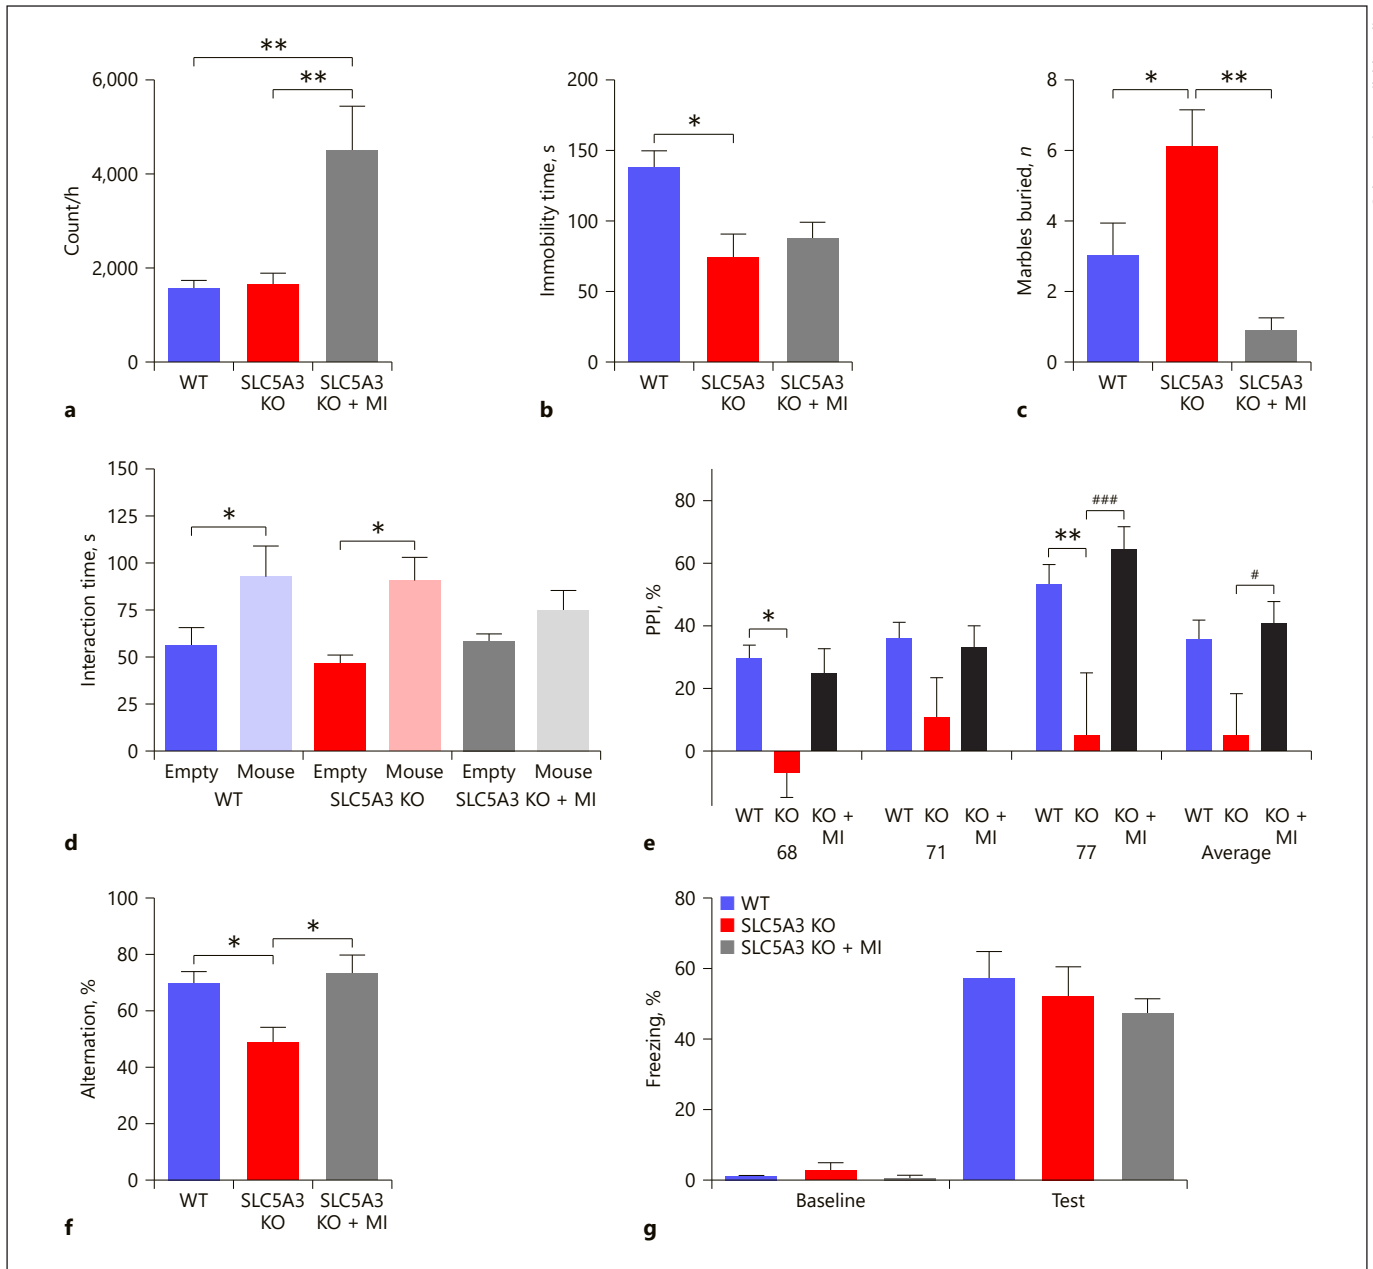 **
**
6,000
4,000
2,000
0
Count/h
WT
SLC5A3
KO
SLC5A3
KO + MI
a
200
150
100
50
0
Immobility time, s
*
WT
SLC5A3
KO
SLC5A3
KO + MI
b
8
6
4
2
0
Marbles buried, n
*
**
WT
SLC5A3
KO
SLC5A3
KO + MI
c
150
125
100
75
50
25
0
Interaction time, s
*
*
Empty Mouse Empty Mouse Empty Mouse
WT SLC5A3 KO SLC5A3 KO + MI
d
80
60
40
20
0
PPI, %
*
**
###
#
WT KO KO + MI
68
WT KO KO + MI
71
WT KO KO + MI
77
WT KO KO + MI
Average
e
100
80
60
40
20
0
Alternation, %
*
*
WT
SLC5A3
KO
SLC5A3
KO + MI
f
80
60
40
20
0
Freezing, %
WT
SLC5A3 KO
SLC5A3 KO + MI
Baseline Test
g